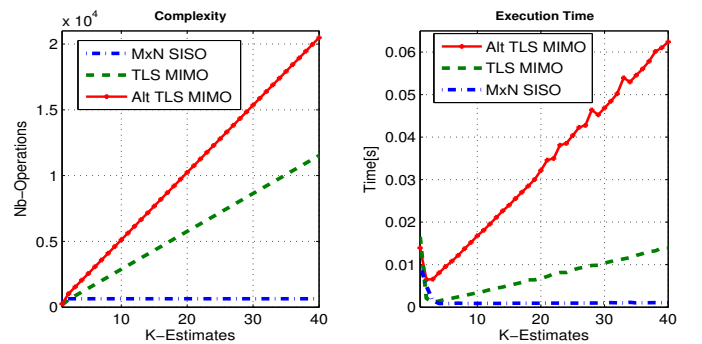 Complexity
x 10^4
2
1.5
1
0.5
0
10
20
30
40
K-Estimates
Nb-Operations
MxN SISO
TLS MIMO
Alt TLS MIMO
Execution Time
0.06
0.05
0.04
0.03
0.02
0.01
0
10
20
30
40
K-Estimates
Time[s]
Alt TLS MIMO
TLS MIMO
MxN SISO